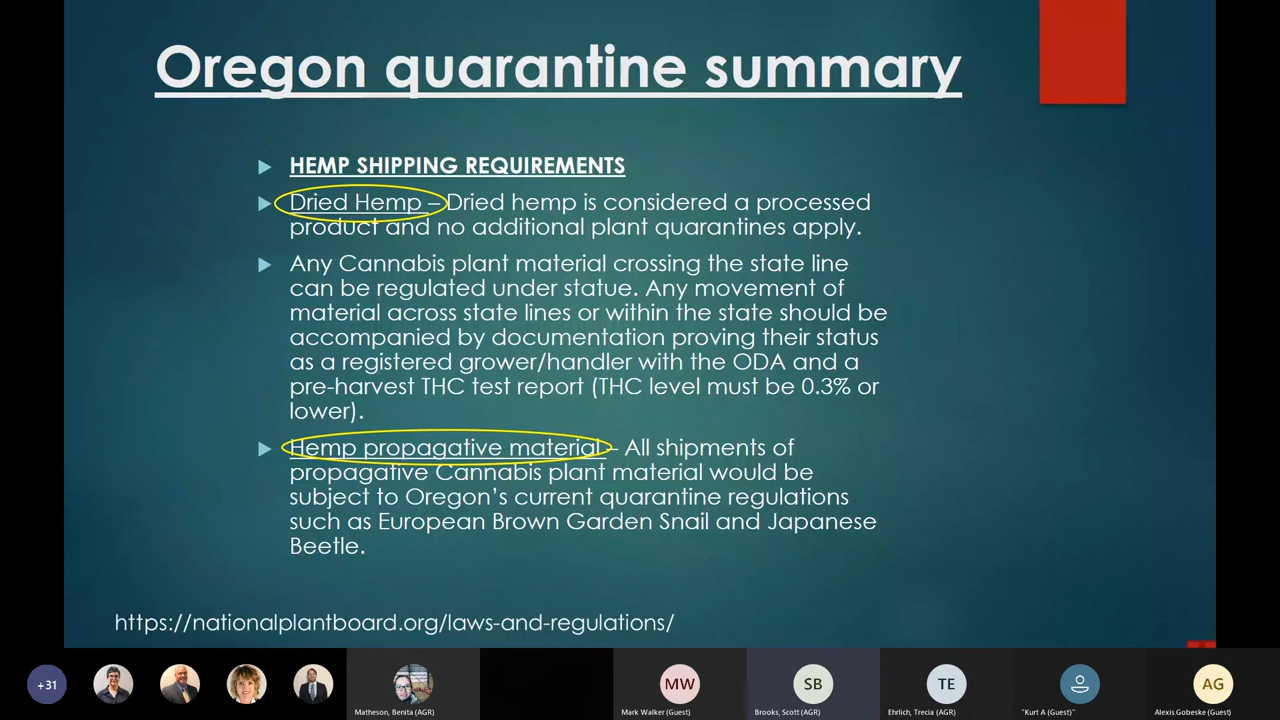 Oregon quarantine summary
HEMP SHIPPING REQUIREMENTS
Dried Hemp – Dried hemp is considered a processed
product and no additional plant quarantines apply.
Any Cannabis plant material crossing the state line
can be regulated under statue. Any movement of
material across state lines or within the state should be
accompanied by documentation proving their status
as a registered grower/handler with the ODA and a
pre-harvest THC test report (THC level must be 0.3% or
lower).
Hemp propagative material – All shipments of
propagative Cannabis plant material would be
subject to Oregon’s current quarantine regulations
such as European Brown Garden Snail and Japanese
Beetle.
https://nationalplantboard.org/laws-and-regulations/
+31
MW
SB
TE
AG
Matheson, Benita (AGR)
Mark Walker (Guest)
Brooks, Scott (AGR)
Ehrlich, Trecia (AGR)
"Kurt A (Guest)"
Alexis Gobeske (Guest)